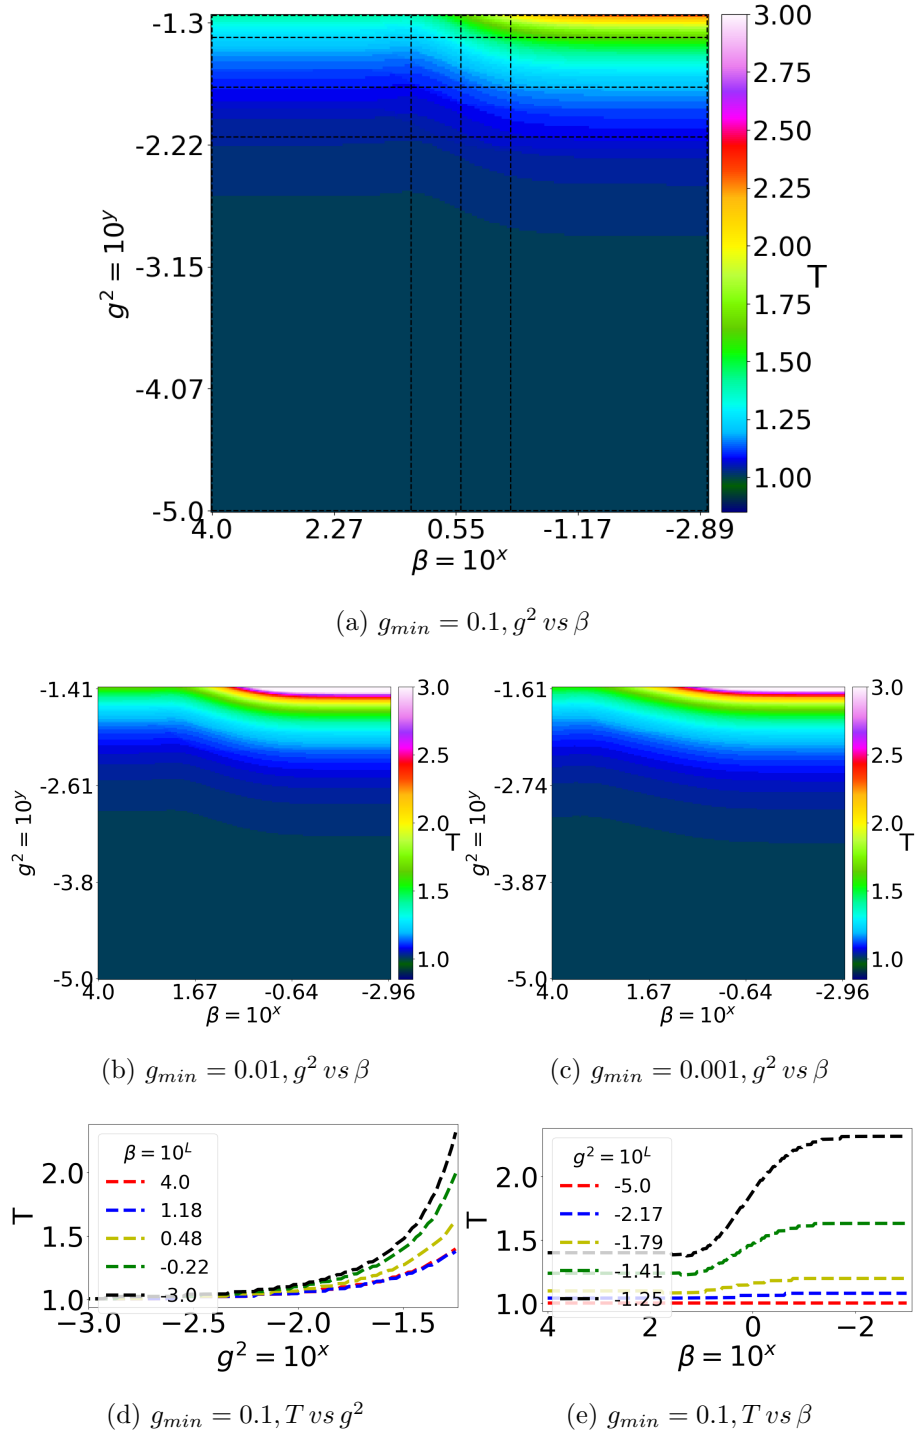 -1.3
-2.22
-3.15
-4.07
-5.0
g² = 10^y
4.0 2.27 0.55 -1.17 -2.89
β = 10^x
3.00
2.75
2.50
2.25
2.00
1.75
1.50
1.25
1.00
T
(a) g_min = 0.1, g² vs β
-1.41
-2.61
-3.8
-5.0
g² = 10^y
4.0 1.67 -0.64 -2.96
β = 10^x
3.0
2.5
2.0
1.5
1.0
T
(b) g_min = 0.01, g² vs β
-1.61
-2.74
-3.87
-5.0
g² = 10^y
4.0 1.67 -0.64 -2.96
β = 10^x
3.0
2.5
2.0
1.5
1.0
T
(c) g_min = 0.001, g² vs β
β = 10^L
4.0
1.18
0.48
-0.22
-3.0
2.0
1.5
1.0
T
−3.0 −2.5 −2.0 −1.5
g² = 10^x
(d) g_min = 0.1, T vs g²
g² = 10^L
-5.0
-2.17
-1.79
-1.41
-1.25
2.0
1.5
1.0
T
4 2 0 −2
β = 10^x
(e) g_min = 0.1, T vs β